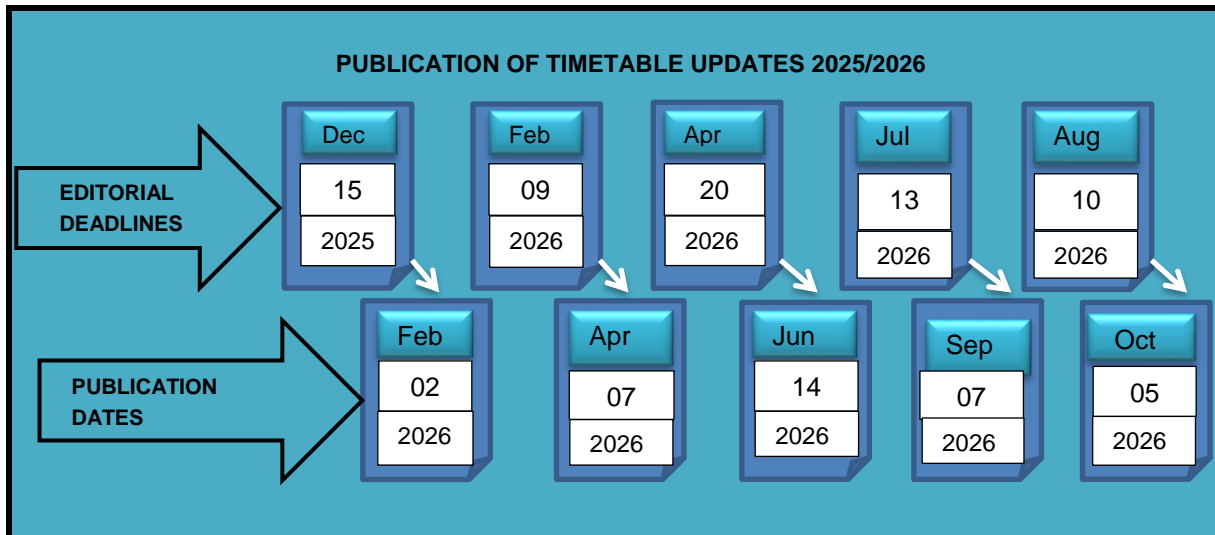 PUBLICATION OF TIMETABLE UPDATES 2025/2026
EDITORIAL
DEADLINES
Dec
15
2025
Feb
09
2026
Apr
20
2026
Jul
13
2026
Aug
10
2026
PUBLICATION
DATES
Feb
02
2026
Apr
07
2026
Jun
14
2026
Sep
07
2026
Oct
05
2026